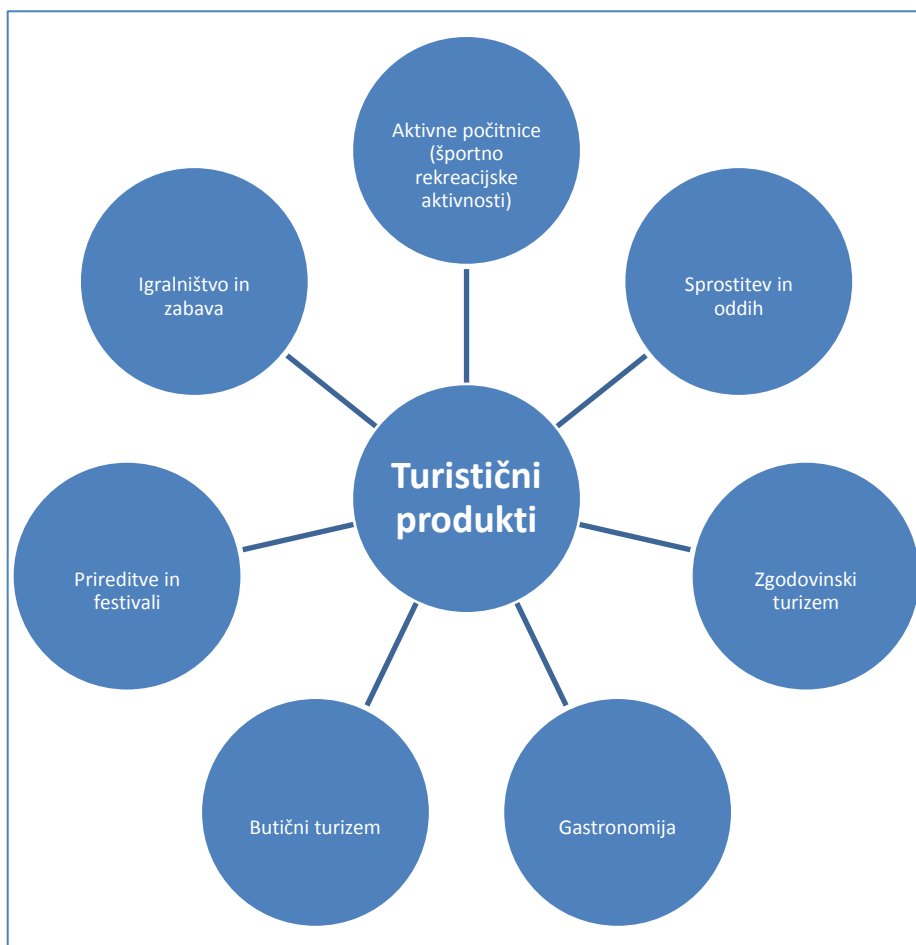 Aktivne počitnice
(športno
rekreacijske
aktivnosti)
Igralništvo in
zabava
Sprostitev in
oddih
Turistični
produkti
Prireditve in
festivali
Zgodovinski
turizem
Butični turizem
Gastronomija